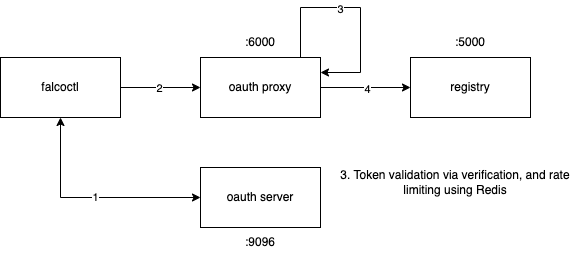 3
:6000
:5000
falcoctl
2
oauth proxy
4
registry
1
oauth server
3. Token validation via verification, and rate
limiting using Redis
:9096